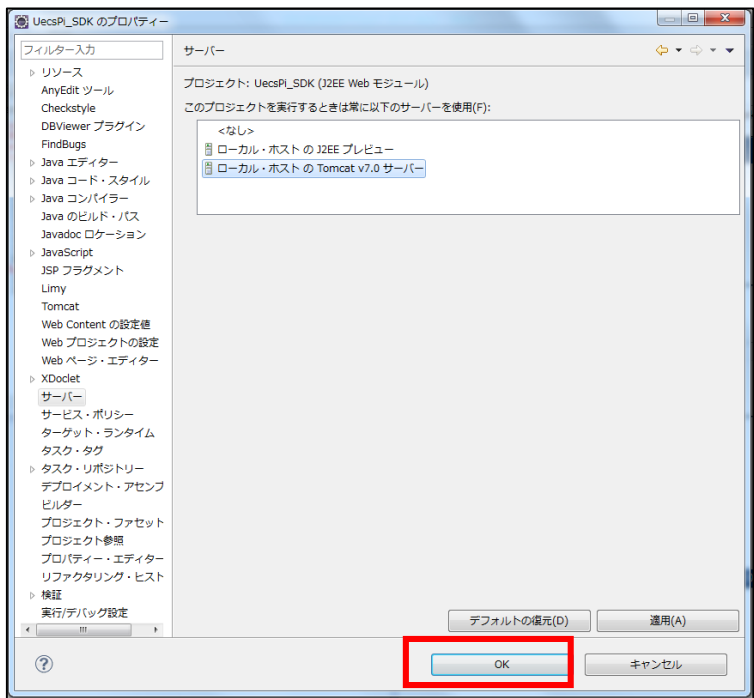 UecsPi_SDK のプロパティー
フィルター入力
リソース
AnyEdit ツール
Checkstyle
DBViewer プラグイン
FindBugs
Java エディター
Java コード・スタイル
Java コンパイラー
Java のビルド・パス
Javadoc ロケーション
JavaScript
JSP フラグメント
Limy
Tomcat
Web Content の設定値
Web プロジェクトの設定
Web ページ・エディター
XDoclet
サーバー
サービス・ポリシー
ターゲット・ランタイム
タスク・タグ
タスク・リポジトリー
デプロイメント・アセンブ
ビルダー
プロジェクト・ファセット
プロジェクト参照
プロパティー・エディター
リファクタリング・ヒスト
検証
実行/デバッグ設定
サーバー
プロジェクト: UecsPi_SDK (J2EE Web モジュール)
このプロジェクトを実行するときは常に以下のサーバーを使用(F):
<なし>
ローカル・ホスト の J2EE プレビュー
ローカル・ホスト の Tomcat v7.0 サーバー
デフォルトの復元(D)
適用(A)
OK
キャンセル